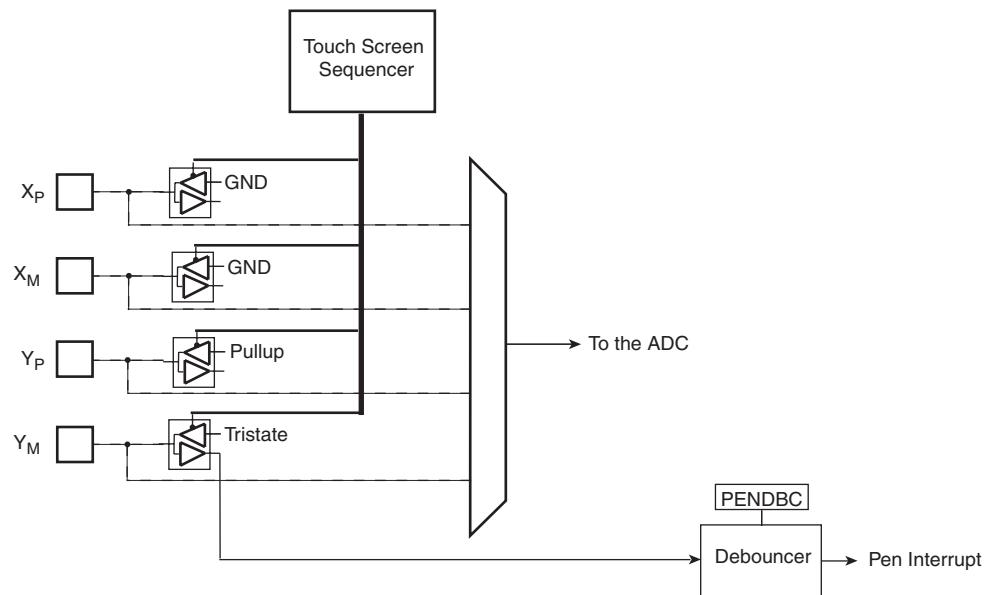 Touch Screen
Sequencer
X_P
GND
X_M
GND
Y_P
Pullup
To the ADC
Y_M
Tristate
PENDBC
Debouncer
Pen Interrupt